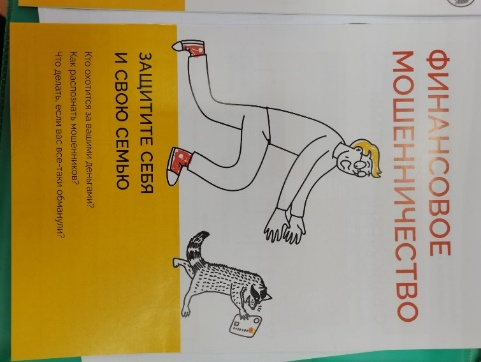 ФИНАНСОВОЕ
МОШЕННИЧЕСТВО
ЗАЩИТИТЕ СЕБЯ
И СВОЮ СЕМЬЮ
Кто охотится за вашими деньгами?
Как распознать мошенников?
Что делать, если вас все-таки обманули?